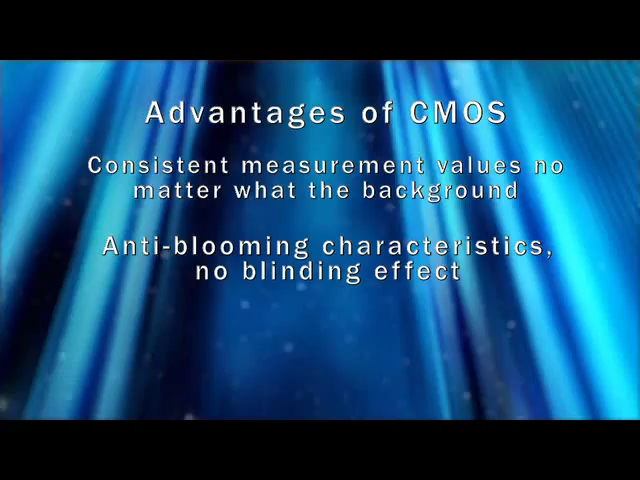 Advantages of CMOS
Consistent measurement values no
matter what the background
Anti-blooming characteristics,
no blinding effect